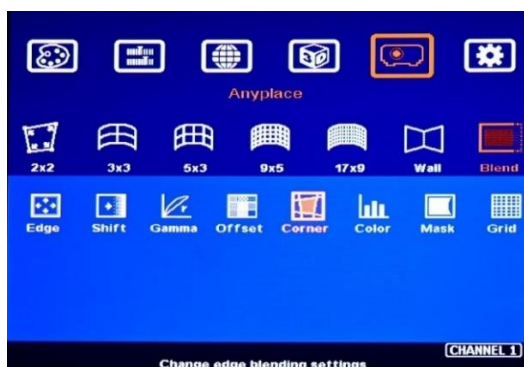 Anyplace
2x2 3x3 5x3 9x5 17x9 Wall Blend
Edge Shift Gamma Offset Corner Color Mask Grid
CHANNEL 1
Change edge blending settings